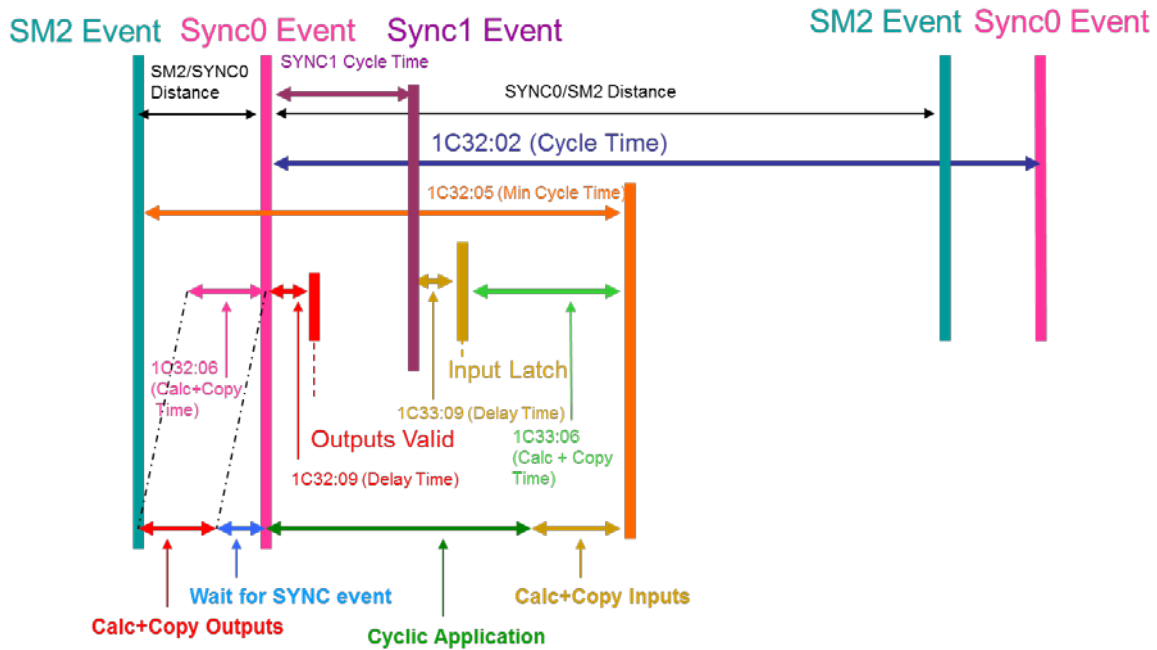 SM2 Event
Sync0 Event
Sync1 Event
SM2 Event
Sync0 Event
SM2/SYNC0
Distance
SYNC1 Cycle Time
SYNC0/SM2 Distance
1C32:02 (Cycle Time)
1C32:05 (Min Cycle Time)
1C32:06
(Calc+Copy
Time)
Input Latch
1C33:09 (Delay Time)
Outputs Valid
1C33:06
(Calc + Copy
Time)
1C32:09 (Delay Time)
Wait for SYNC event
Calc+Copy Inputs
Calc+Copy Outputs
Cyclic Application